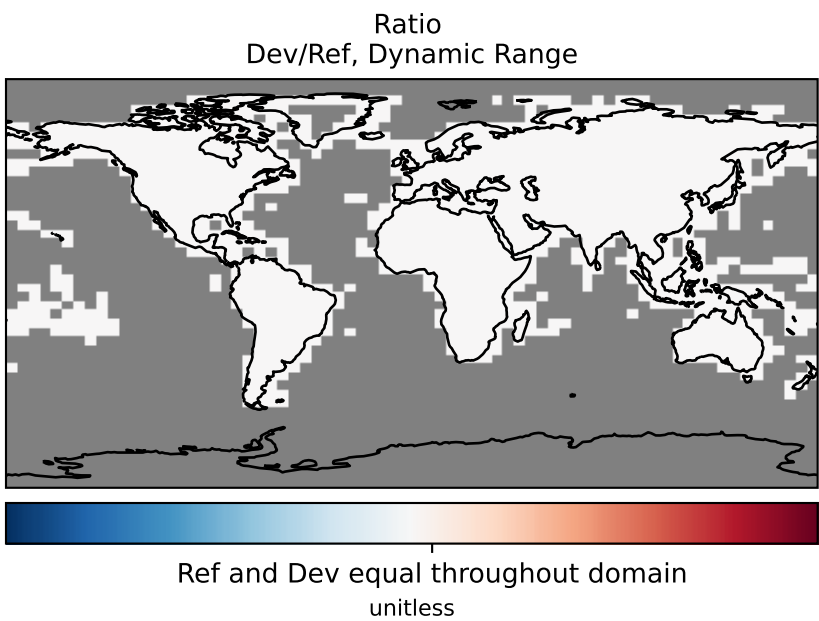 Ratio
Dev/Ref, Dynamic Range
Ref and Dev equal throughout domain
unitless